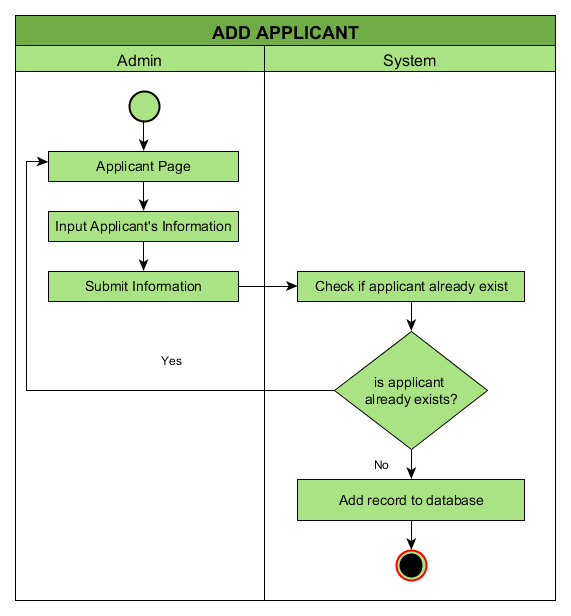 ADD APPLICANT
Admin
System
Applicant Page
Input Applicant's Information
Submit Information
Check if applicant already exist
Yes
is applicant
already exists?
No
Add record to database